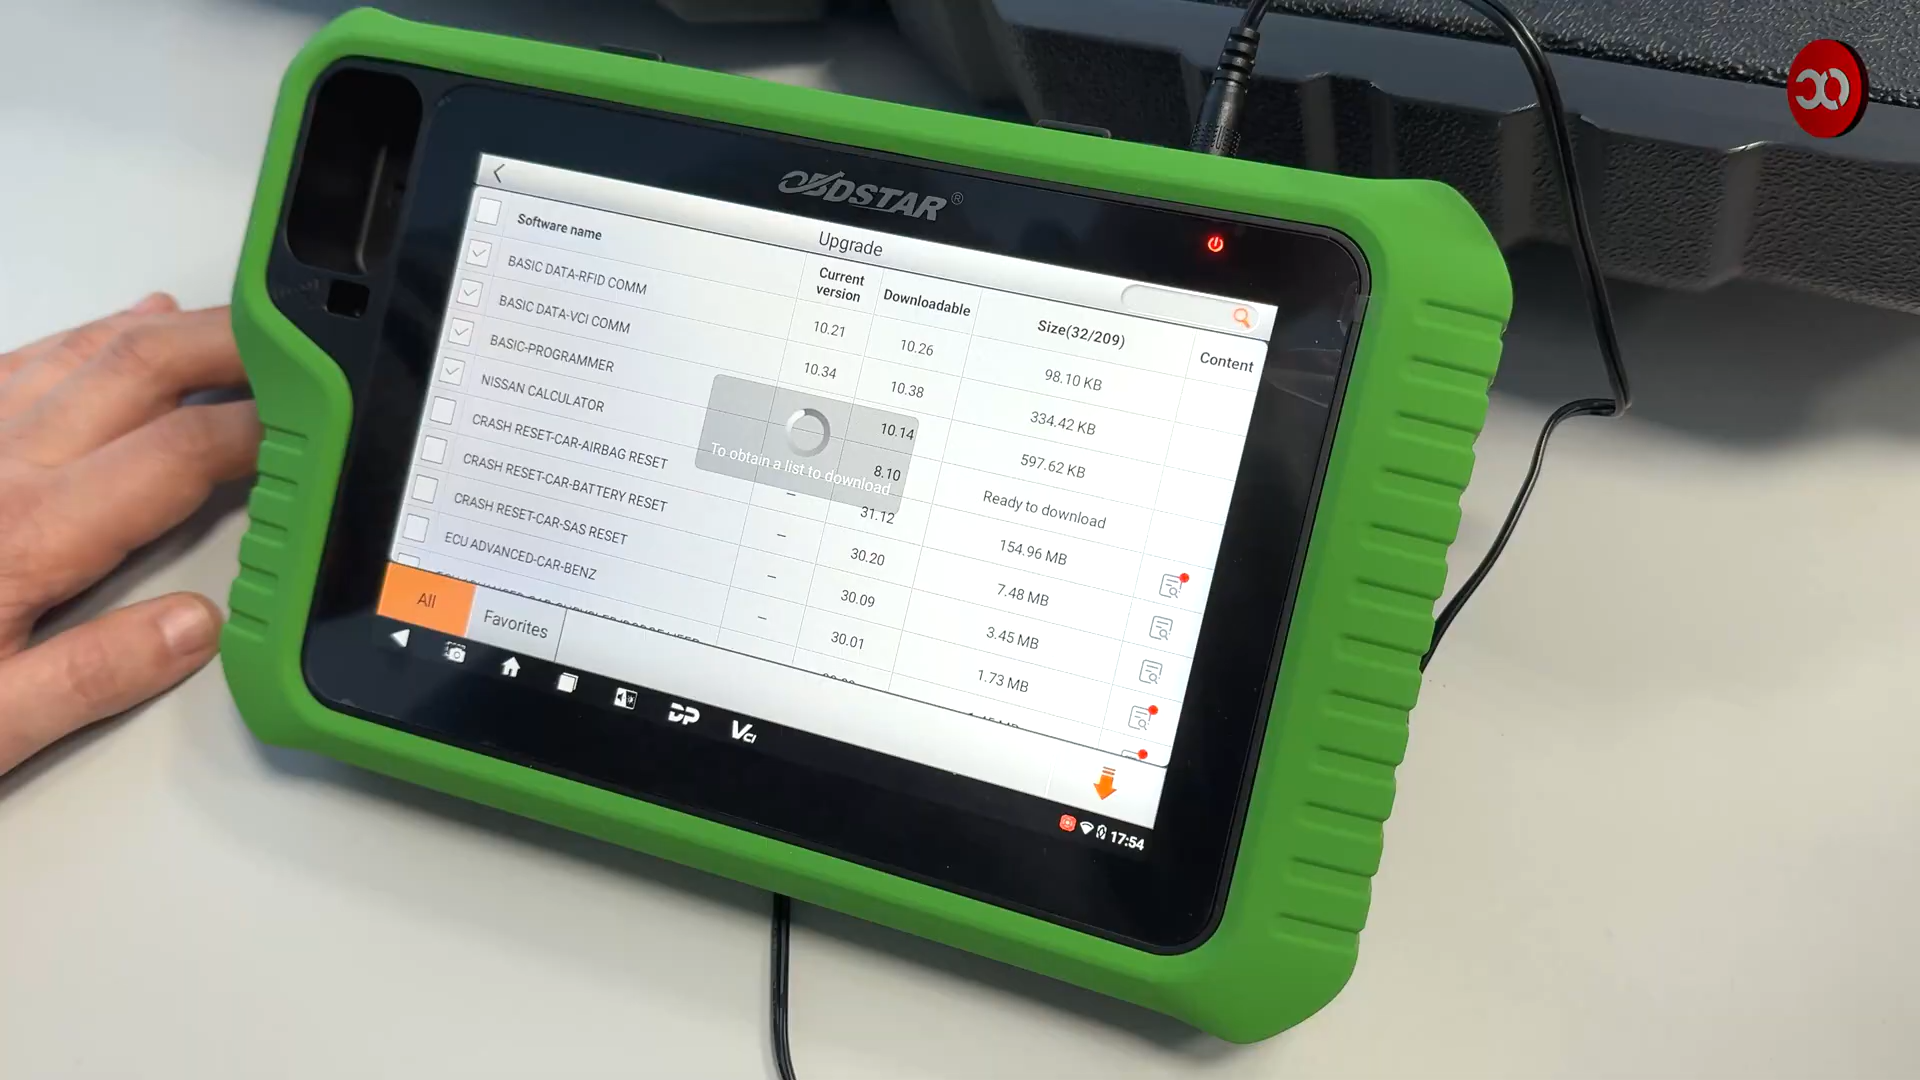 OBDSTAR®
Upgrade
Software name
Current version
Downloadable
Size(32/209)
Content
BASIC DATA-RFID COMM
10.21
10.26
98.10 KB
BASIC DATA-VCI COMM
10.34
10.38
334.42 KB
BASIC-PROGRAMMER
10.14
597.62 KB
NISSAN CALCULATOR
8.10
Ready to download
CRASH RESET-CAR-AIRBAG RESET
–
31.12
154.96 MB
CRASH RESET-CAR-BATTERY RESET
–
30.20
7.48 MB
CRASH RESET-CAR-SAS RESET
–
30.09
3.45 MB
ECU ADVANCED-CAR-BENZ
–
30.01
1.73 MB
To obtain a list to download
All
Favorites
DP
VCI
17:54